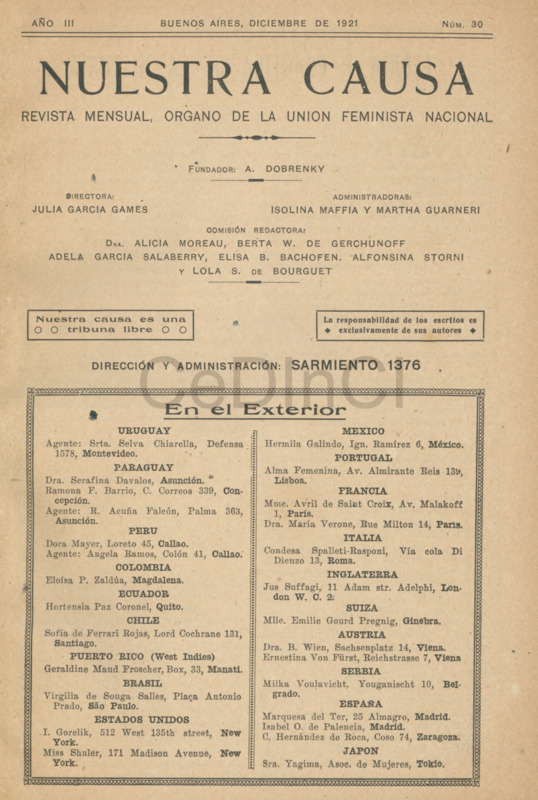 AÑO III
BUENOS AIRES, DICIEMBRE DE 1921
NÚM. 30
NUESTRA CAUSA
REVISTA MENSUAL, ORGANO DE LA UNION FEMINISTA NACIONAL
FUNDADOR: A. DOBRENKY
DIRECTORA:
JULIA GARCIA GAMES
ADMINISTRADORAS:
ISOLINA MAFFIA Y MARTHA GUARNERI
COMISIÓN REDACTORA:
DRA. ALICIA MOREAU, BERTA W. DE GERCHUNOFF
ADELA GARCIA SALABERRY, ELISA B. BACHOFEN. ALFONSINA STORNI
Y LOLA S. DE BOURGUET
Nuestra causa es una
tribuna libre
La responsabilidad de los escritos es
exclusivamente de sus autores
DIRECCIÓN Y ADMINISTRACIÓN: SARMIENTO 1376
CeDInCI
En el Exterior
URUGUAY
Agente: Srta. Selva Chiarella, Defensa
1578, Montevideo.
PARAGUAY
Dra. Serafina Davalos, Asunción.
Ramona F. Barrio, C. Correos 339, Con-
cepción.
Agente: R. Acuña Falcón, Palma 363,
Asunción.
PERU
Dora Mayer, Loreto 45, Callao.
Agente: Angela Ramos, Colón 41, Callao.
COLOMBIA
Eloísa P. Zaldúa, Magdalena.
ECUADOR
Hortensia Paz Coronel, Quito.
CHILE
Sofía de Ferrari Rojas, Lord Cochrane 131,
Santiago.
PUERTO RICO (West Indies)
Geraldine Maud Froscher, Box, 33, Manatí.
BRASIL
Virgilia de Souga Salles, Plaça Antonio
Prado, São Paulo.
ESTADOS UNIDOS
I. Gorelik, 512 West 135th street, New
York.
Miss Shuler, 171 Madison Avenue, New
York.
MEXICO
Hermila Galindo, Ign. Ramírez 6, México.
PORTUGAL
Alma Femenina, Av. Almirante Reis 139,
Lisboa.
FRANCIA
Mme. Avril de Saint Croix, Av. Malakoff
1, París.
Dra. María Verone, Rue Milton 14, París.
ITALIA
Condesa Spalleti-Rasponi, Vía cola Di
Dienzo 13, Roma.
INGLATERRA
Jus Suffagi, 11 Adam str. Adelphi, Lon-
don W. C. 2.
SUIZA
Mlle. Emilie Gourd Pregnig, Ginebra.
AUSTRIA
Dra. B. Wien, Sachsenplatz 14, Viena.
Ernestina Von Fürst, Reichstrasse 7, Viena
SERBIA
Milka Voulavicht, Youganischt 10, Bel-
grado.
ESPAÑA
Marquesa del Ter, 25 Almagro, Madrid.
Isabel O. de Palencia, Madrid.
C. Hernández de Roca, Coso 74, Zaragoza.
JAPON
Sra. Yagima, Asoc. de Mujeres, Tokio.